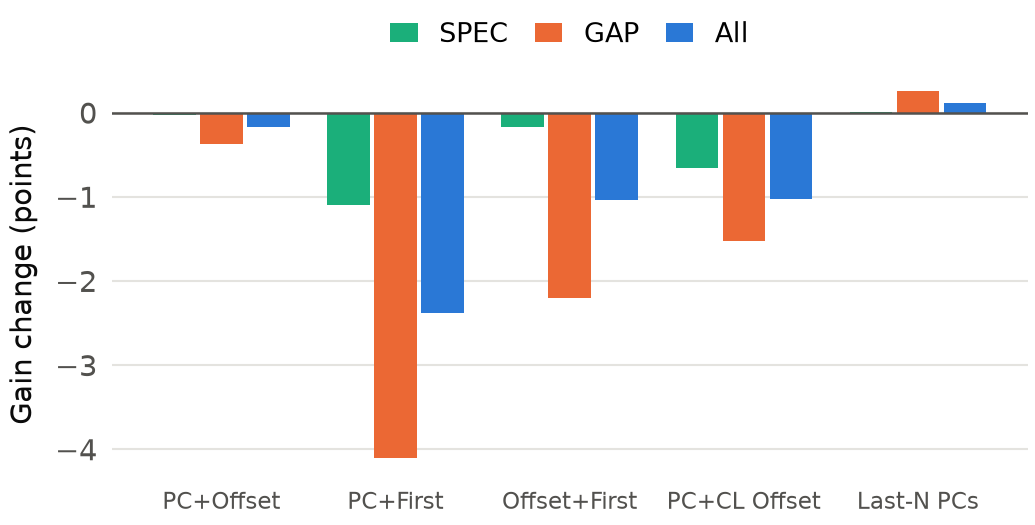 SPEC GAP All
Gain change (points)
0
−1
−2
−3
−4
PC+Offset PC+First Offset+First PC+CL Offset Last-N PCs